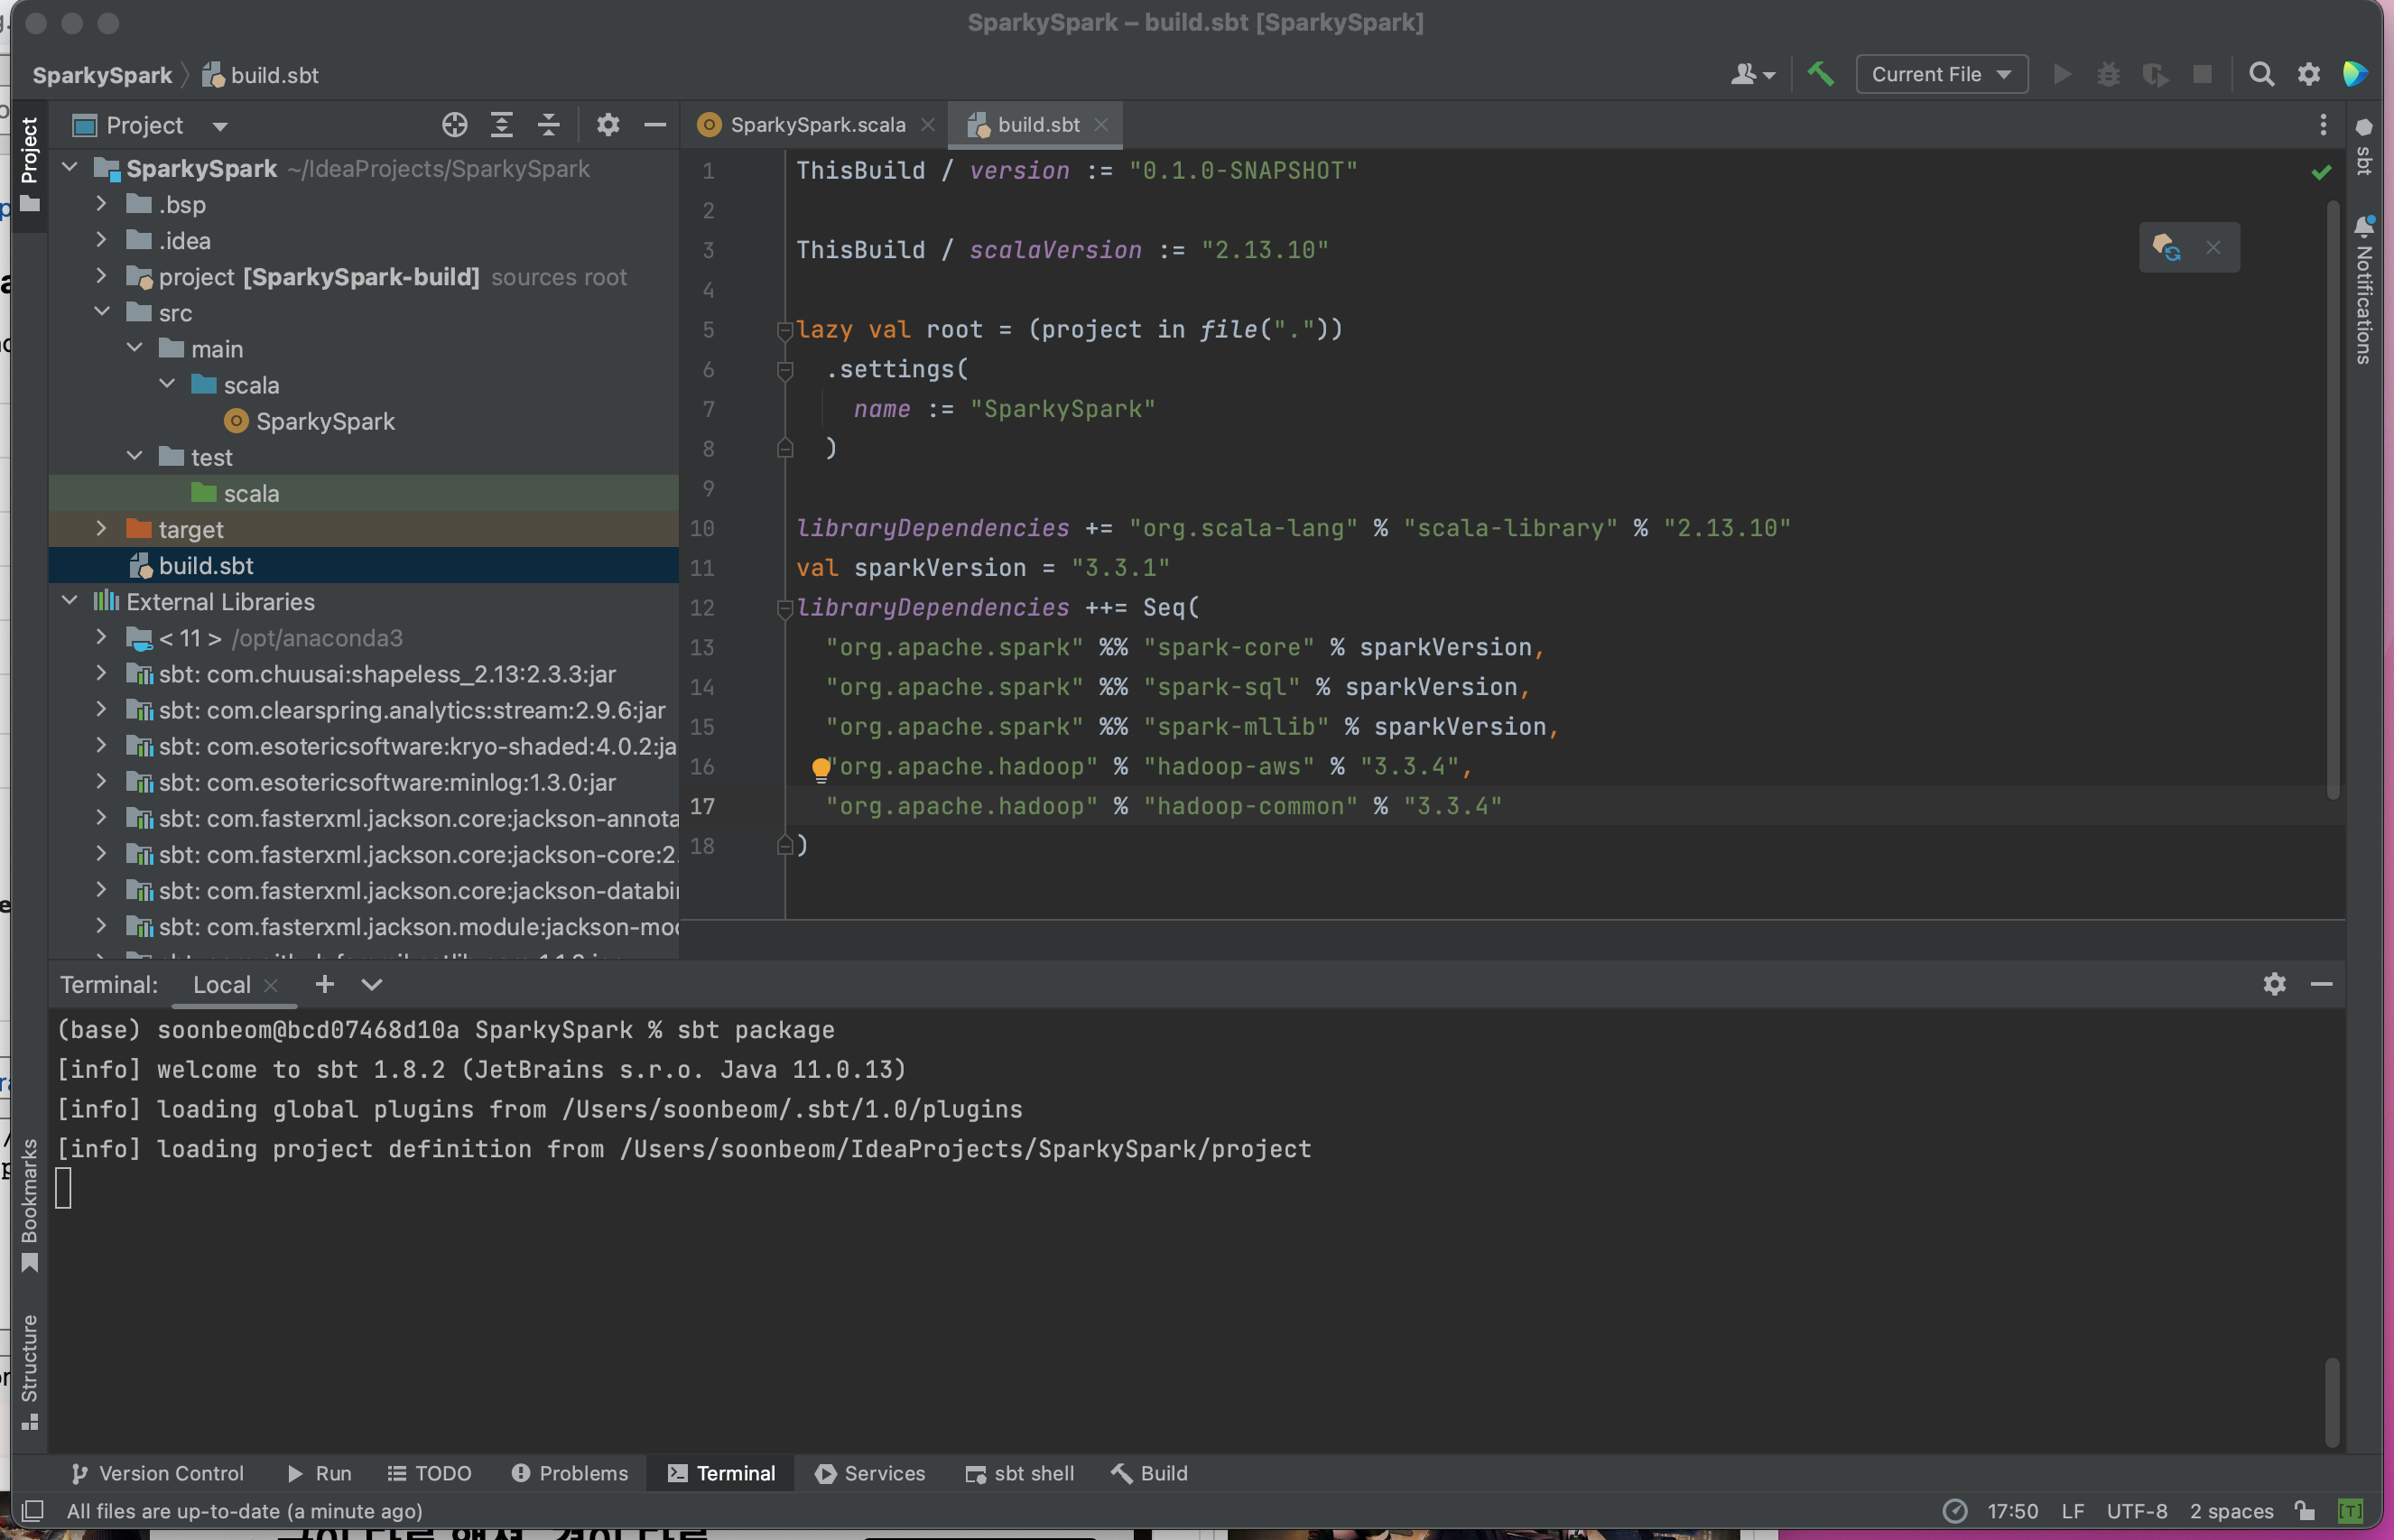 SparkySpark – build.sbt [SparkySpark]
SparkySpark build.sbt
Current File
Project
Project
SparkySpark.scala
build.sbt
sbt
Notifications
SparkySpark ~/IdeaProjects/SparkySpark
.bsp
.idea
project [SparkySpark-build] sources root
src
main
scala
SparkySpark
test
scala
target
build.sbt
External Libraries
< 11 > /opt/anaconda3
sbt: com.chuusai:shapeless_2.13:2.3.3:jar
sbt: com.clearspring.analytics:stream:2.9.6:jar
sbt: com.esotericsoftware:kryo-shaded:4.0.2:ja
sbt: com.esotericsoftware:minlog:1.3.0:jar
sbt: com.fasterxml.jackson.core:jackson-annota
sbt: com.fasterxml.jackson.core:jackson-core:2.
sbt: com.fasterxml.jackson.core:jackson-databi
sbt: com.fasterxml.jackson.module:jackson-mo
1 ThisBuild / version := "0.1.0-SNAPSHOT"
2
3 ThisBuild / scalaVersion := "2.13.10"
4
5 lazy val root = (project in file("."))
6 .settings(
7 name := "SparkySpark"
8 )
9
10 libraryDependencies += "org.scala-lang" % "scala-library" % "2.13.10"
11 val sparkVersion = "3.3.1"
12 libraryDependencies ++= Seq(
13 "org.apache.spark" %% "spark-core" % sparkVersion,
14 "org.apache.spark" %% "spark-sql" % sparkVersion,
15 "org.apache.spark" %% "spark-mllib" % sparkVersion,
16 "org.apache.hadoop" % "hadoop-aws" % "3.3.4",
17 "org.apache.hadoop" % "hadoop-common" % "3.3.4"
18 )
Terminal: Local
(base) soonbeom@bcd07468d10a SparkySpark % sbt package
[info] welcome to sbt 1.8.2 (JetBrains s.r.o. Java 11.0.13)
[info] loading global plugins from /Users/soonbeom/.sbt/1.0/plugins
[info] loading project definition from /Users/soonbeom/IdeaProjects/SparkySpark/project
Bookmarks
Structure
Version Control Run TODO Problems Terminal Services sbt shell Build
All files are up-to-date (a minute ago)
17:50 LF UTF-8 2 spaces [T]